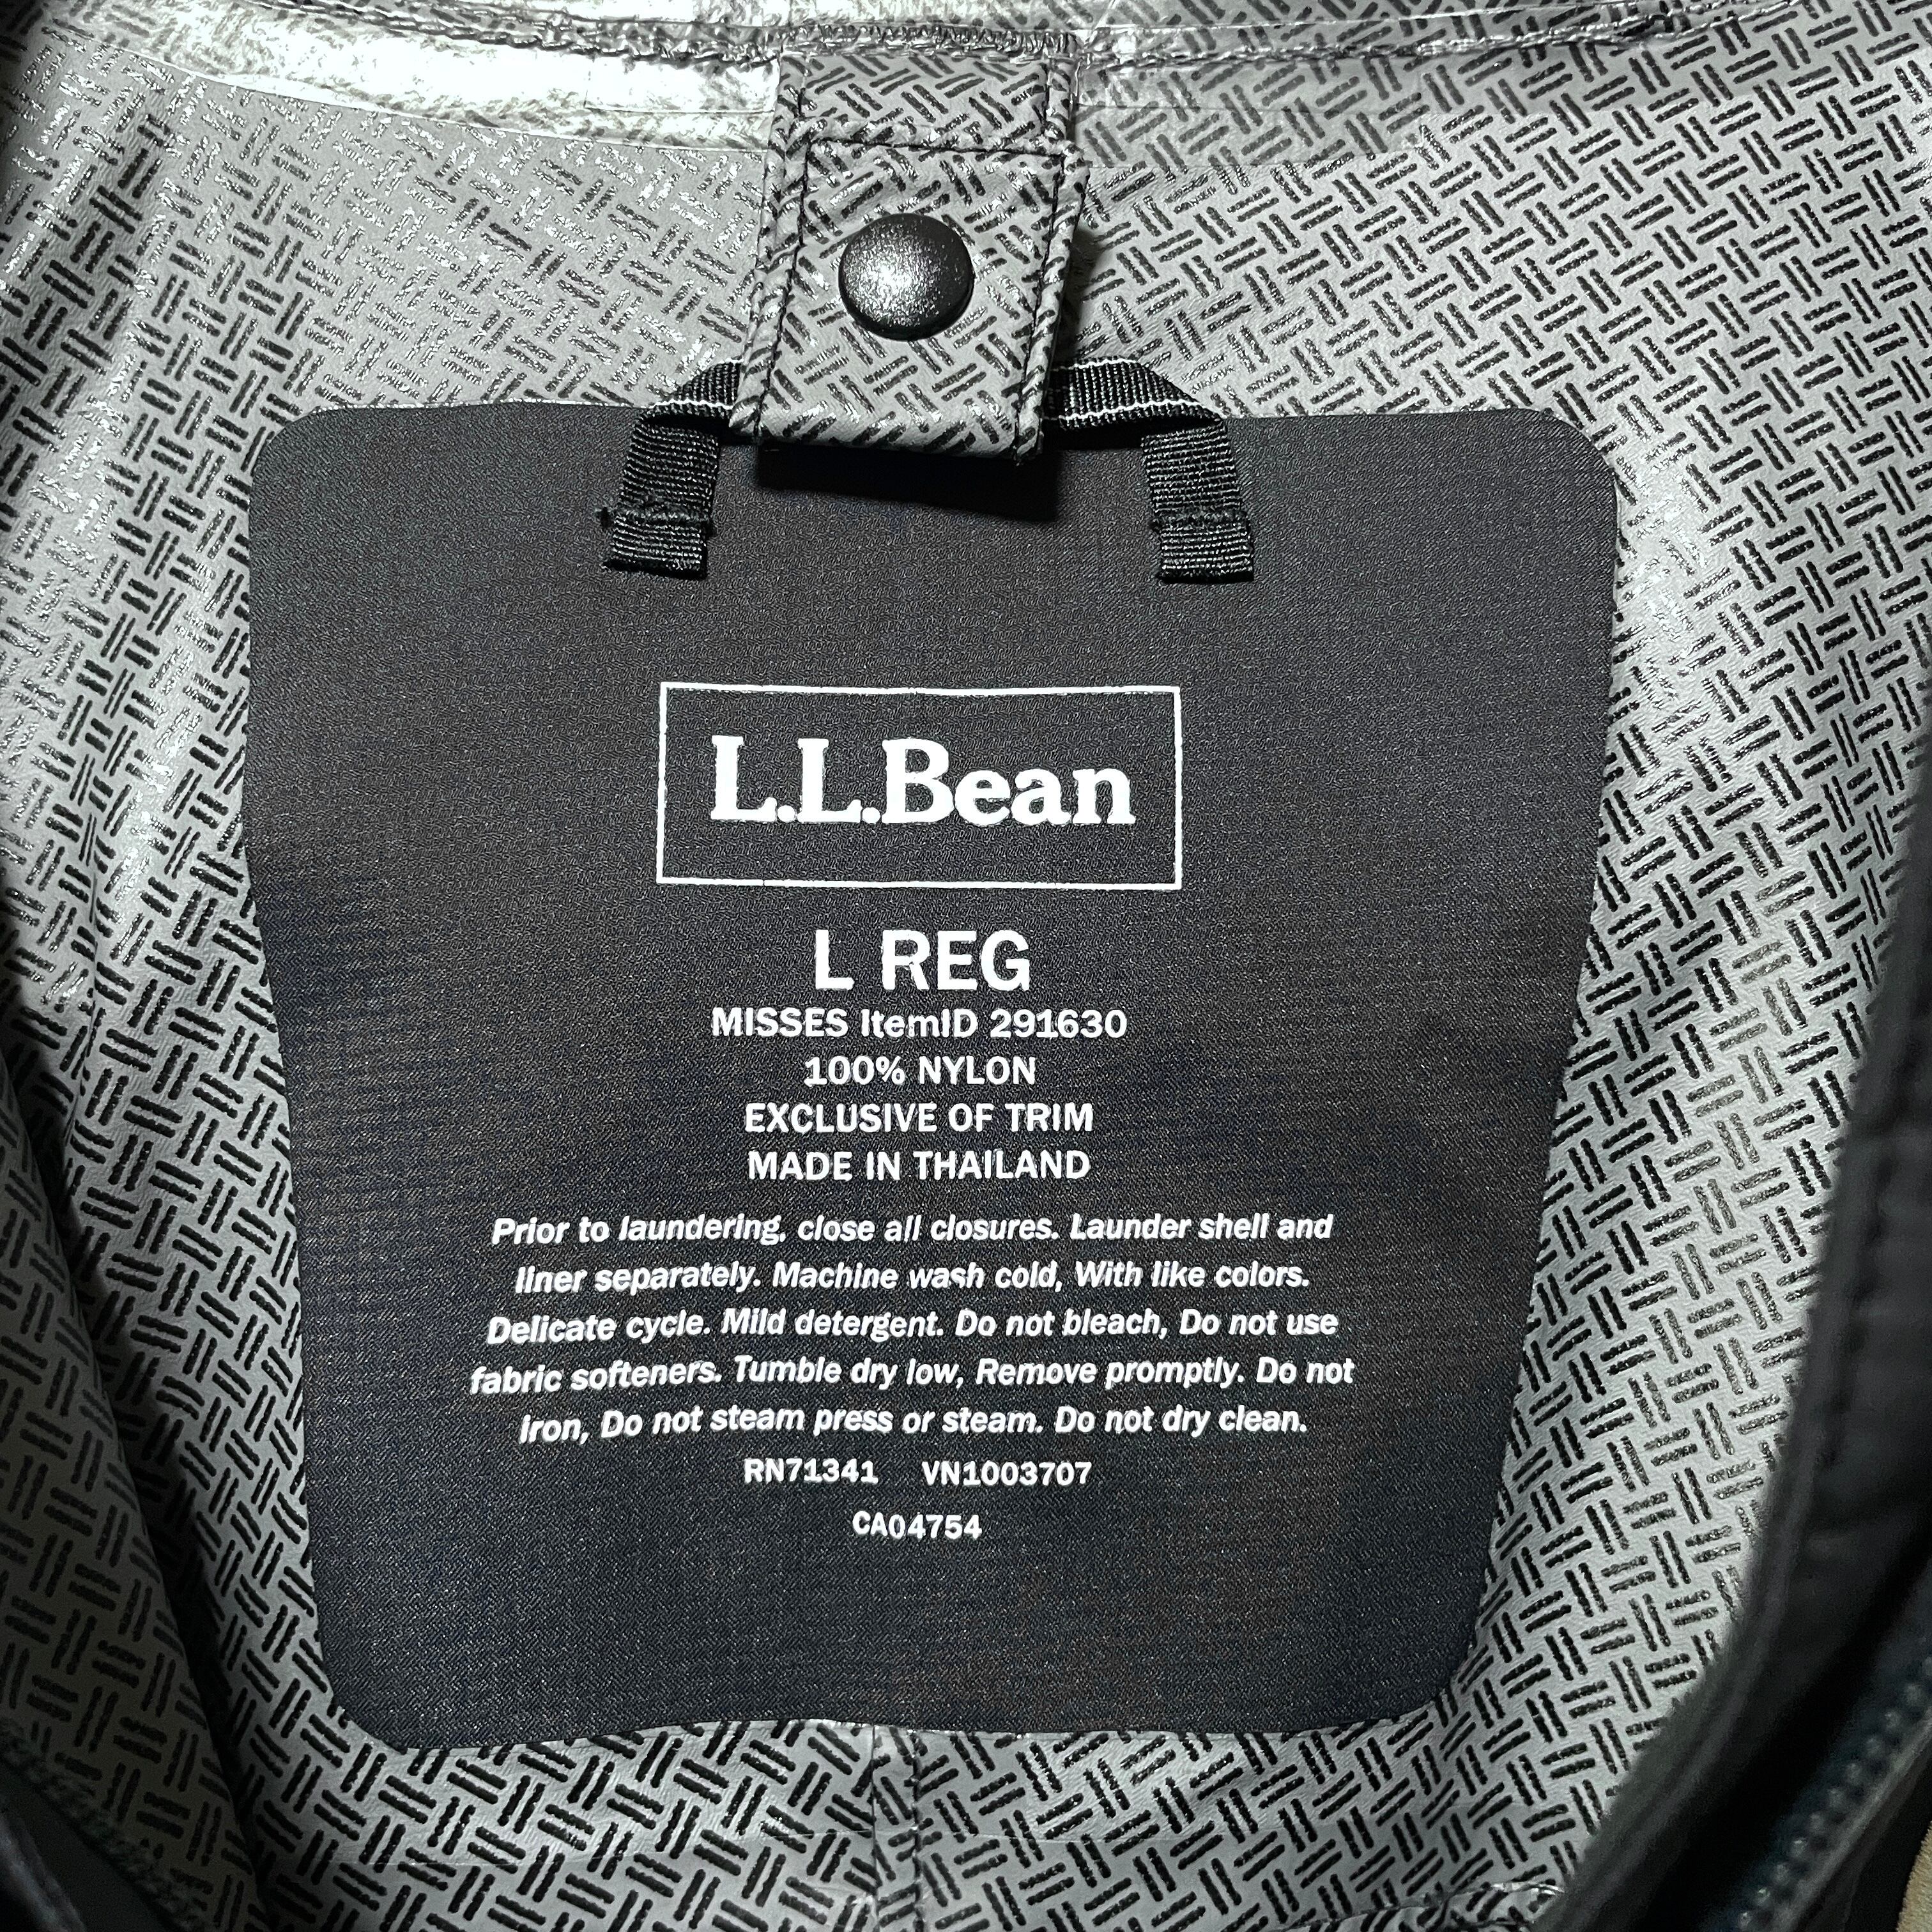 L.L.Bean
L REG
MISSES ItemID 291630
100% NYLON
EXCLUSIVE OF TRIM
MADE IN THAILAND
Prior to laundering, close all closures. Launder shell and
liner separately. Machine wash cold, With like colors.
Delicate cycle. Mild detergent. Do not bleach, Do not use
fabric softeners. Tumble dry low, Remove promptly. Do not
iron, Do not steam press or steam. Do not dry clean.
RN71341 VN1003707
CA04754